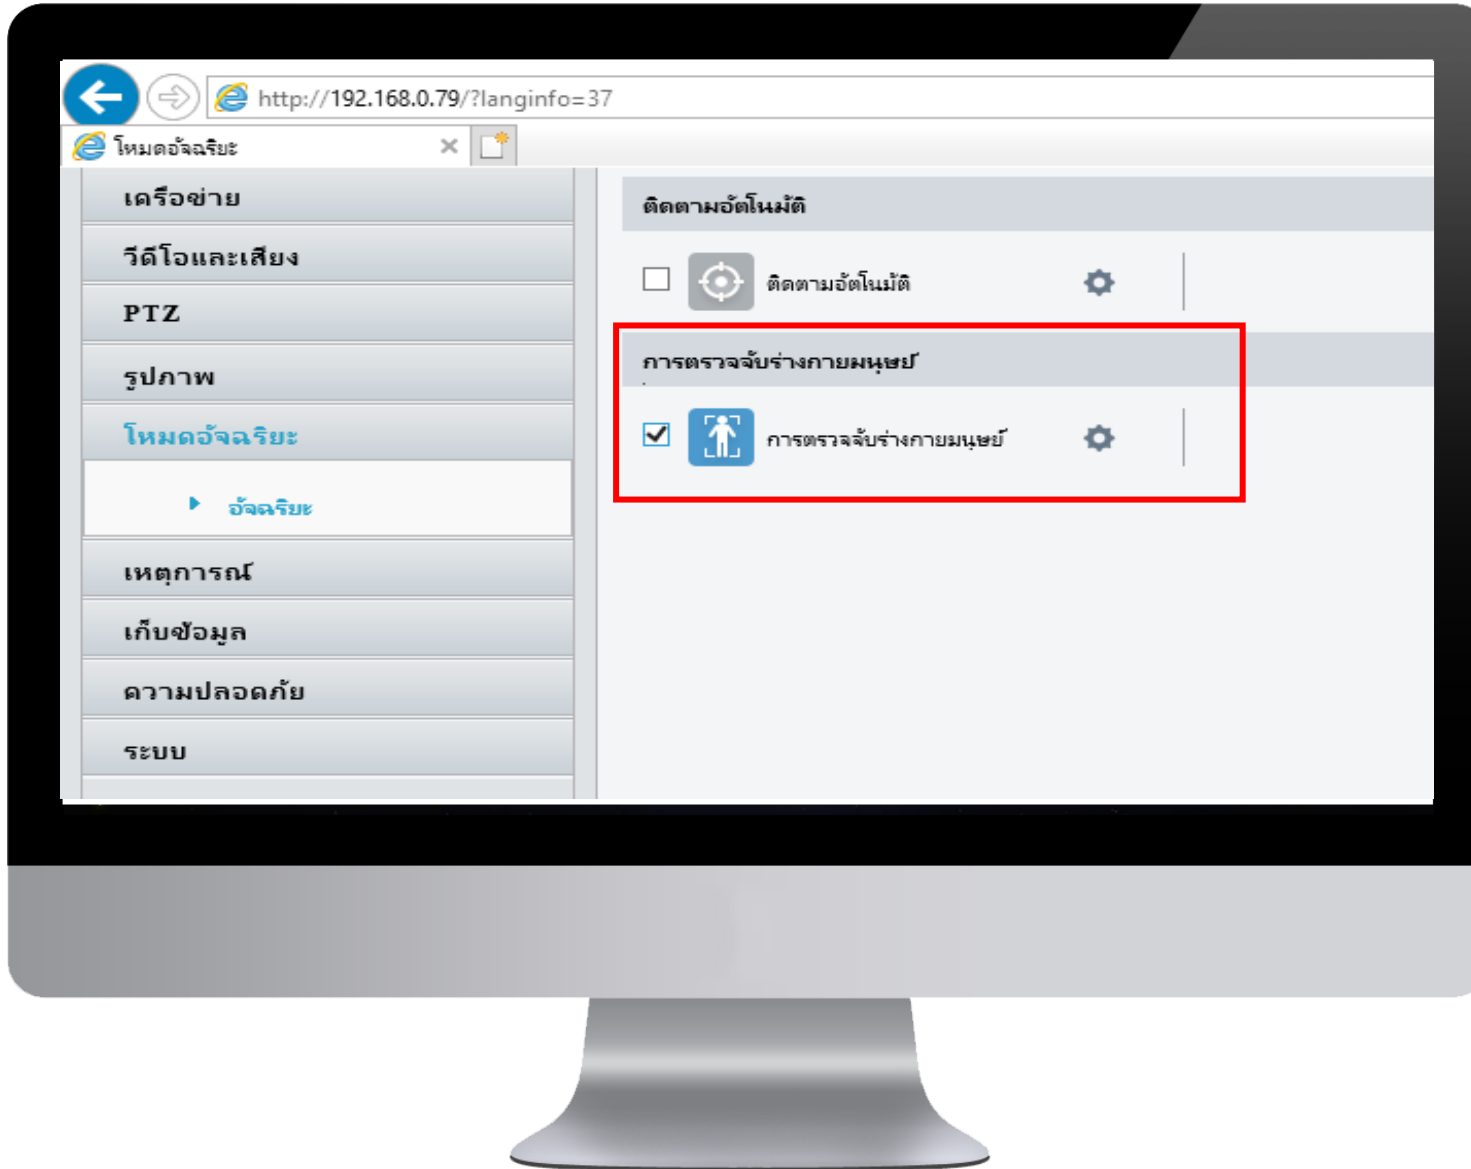 http://192.168.0.79/?langinfo=37
โหมดอัจฉริยะ
เครือข่าย
วีดีโอและเสียง
PTZ
รูปภาพ
โหมดอัจฉริยะ
อัจฉริยะ
เหตุการณ์
เก็บข้อมูล
ความปลอดภัย
ระบบ
ติดตามอัตโนมัติ
ติดตามอัตโนมัติ
การตรวจจับร่างกายมนุษย์
การตรวจจับร่างกายมนุษย์